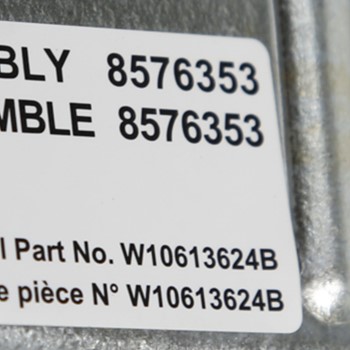 BLY 8576353
MBLE 8576353
l Part No. W10613624B
e pièce N° W10613624B